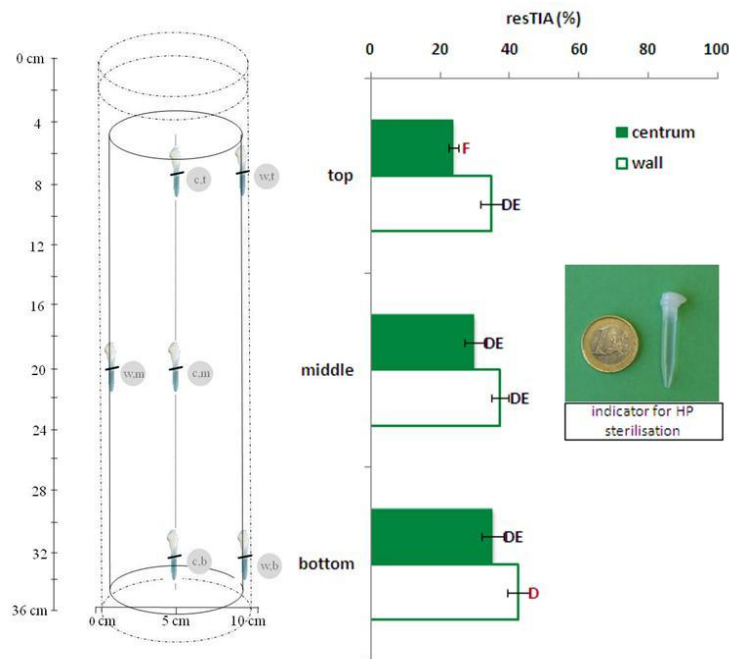 0 cm
4
8
12
16
20
24
28
32
36 cm
0 cm
5 cm
10 cm
c,t
w,t
w,m
c,m
c,b
w,b
resTIA (%)
0
20
40
60
80
100
centrum
wall
top
F
DE
middle
DE
DE
bottom
DE
D
indicator for HP
sterilisation